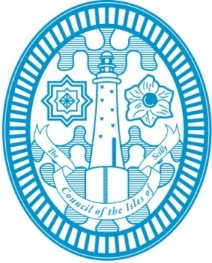 The Council of the Isles of Scilly